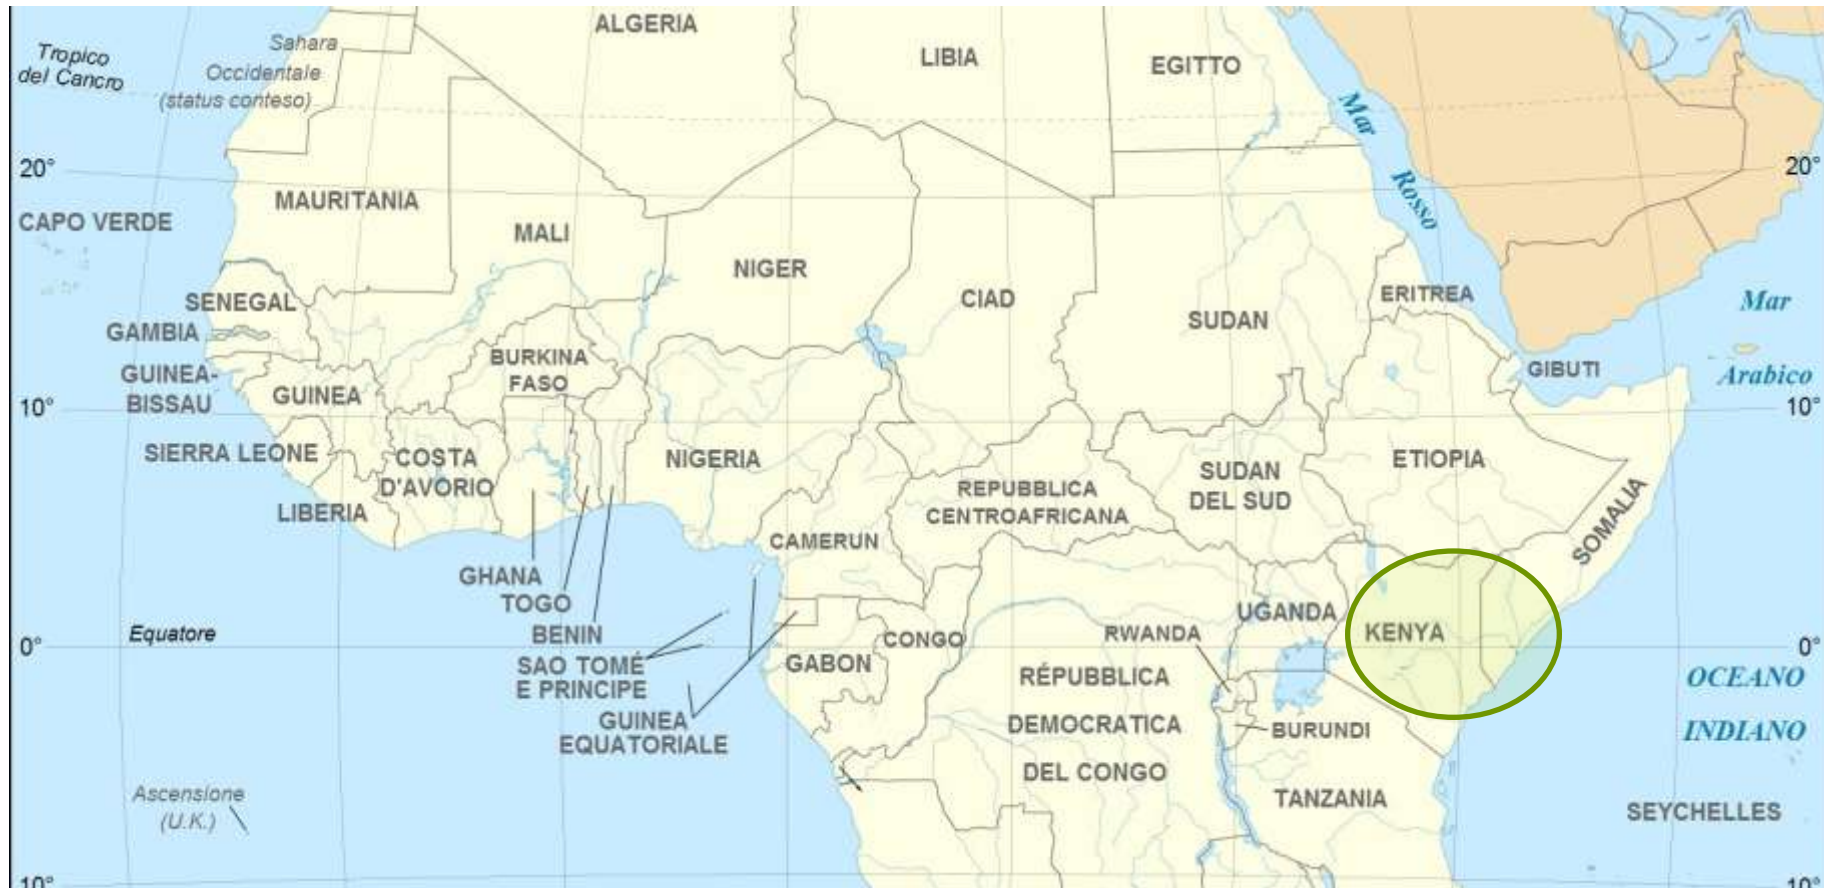 ALGERIA
LIBIA
EGITTO
Tropico
del Cancro
Sahara
Occidentale
(status conteso)
Mar
Rosso
20°
20°
MAURITANIA
CAPO VERDE
MALI
NIGER
CIAD
SUDAN
ERITREA
Mar
Arabico
SENEGAL
GAMBIA
GUINEA-
BISSAU
BURKINA
FASO
GUINEA
GIBUTI
10°
10°
SIERRA LEONE
COSTA
D'AVORIO
NIGERIA
ETIOPIA
SUDAN
DEL SUD
REPUBBLICA
CENTROAFRICANA
LIBERIA
SOMALIA
CAMERUN
GHANA
TOGO
BENIN
Equatore
0°
0°
UGANDA
KENYA
RWANDA
CONGO
GABON
SAO TOMÉ
E PRINCIPE
GUINEA
EQUATORIALE
RÉPUBBLICA
DEMOCRATICA
DEL CONGO
BURUNDI
OCEANO
INDIANO
TANZANIA
SEYCHELLES
Ascensione
(U.K.)
10°
10°